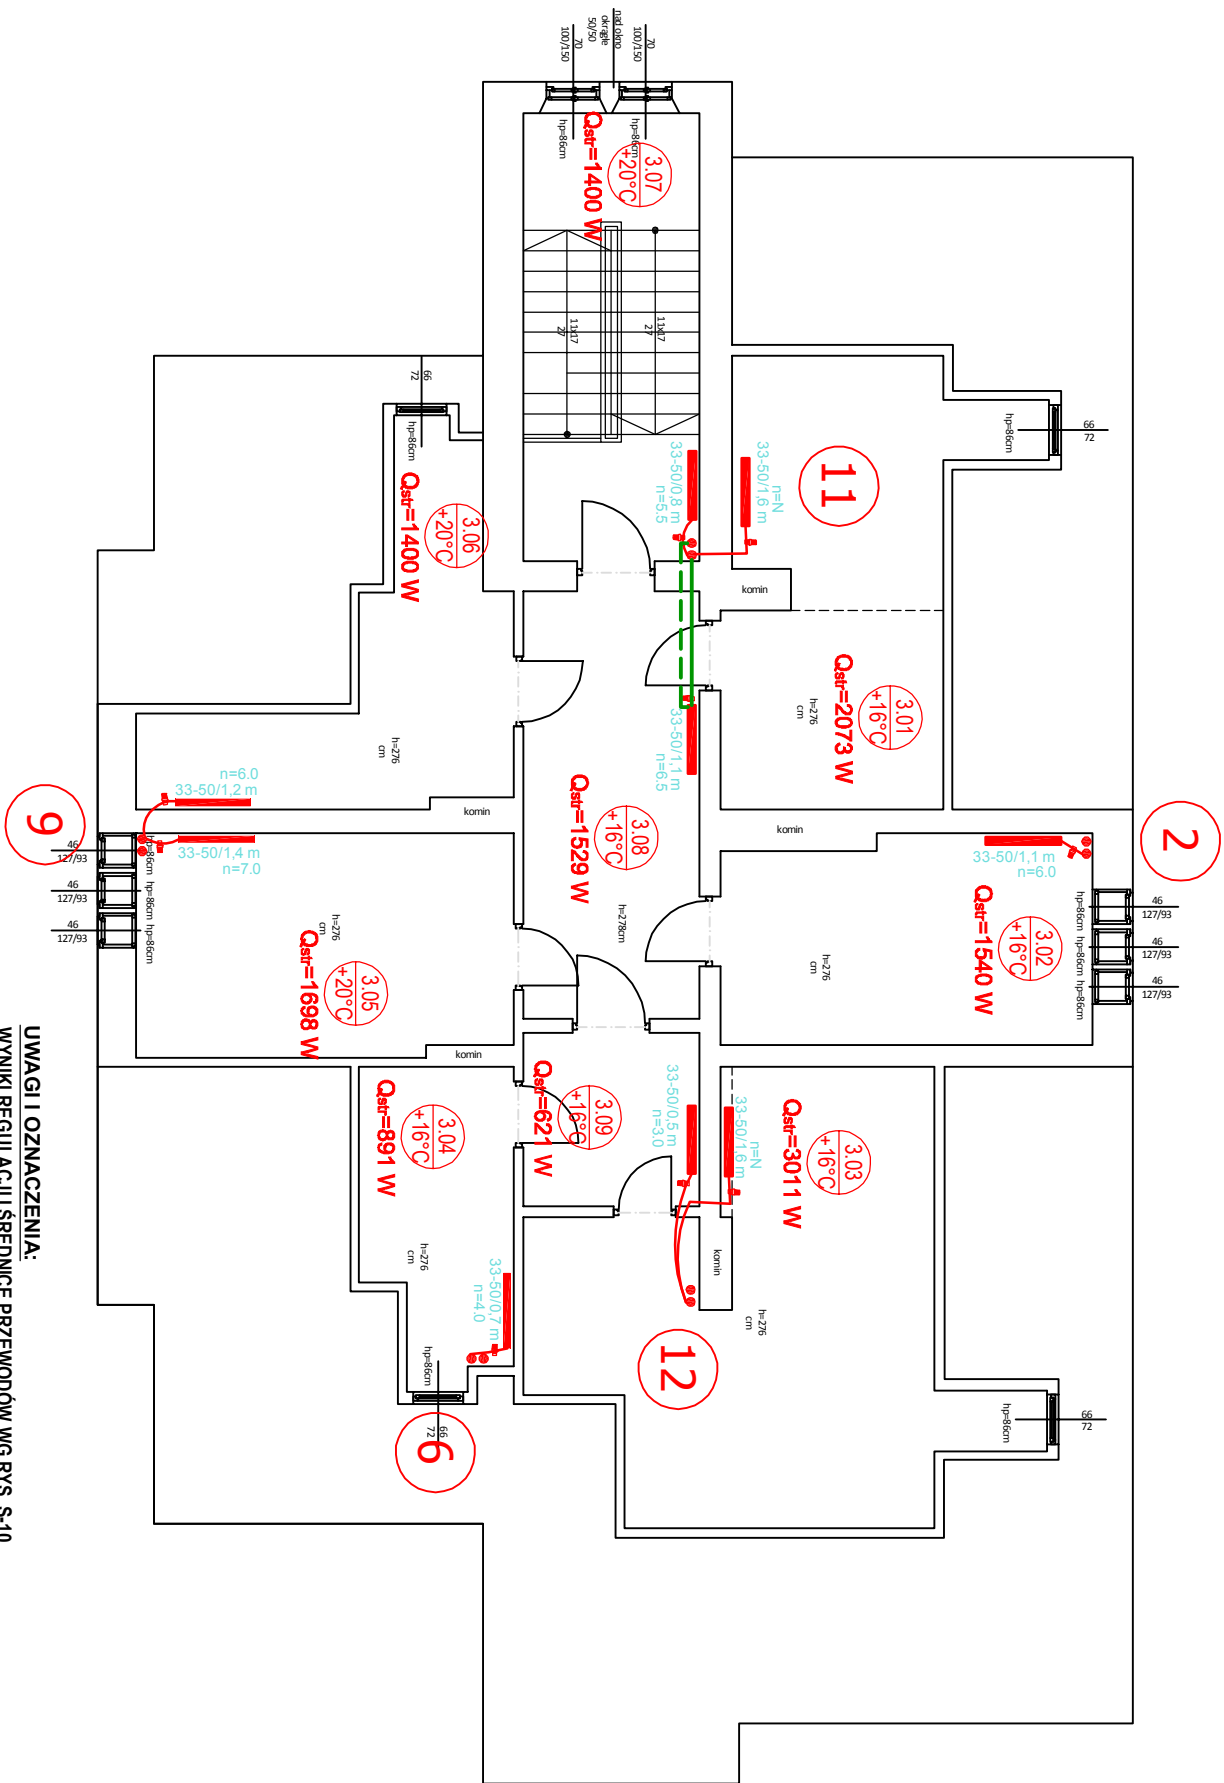 70
100/150
nad okno
okrągłe
50/50
70
100/150
hp=86cm
hp=86cm
3.07
+20°C
Qstr=1400 W
11x17
27
11x17
27
66
72
hp=86cm
11
n=N
33-50/1,6 m
33-50/0,8 m
n=5.5
komin
3.01
+16°C
Qstr=2073 W
h=276
cm
66
72
hp=86cm
3.06
+20°C
Qstr=1400 W
h=276
cm
33-50/1,1 m
n=6.5
3.08
+16°C
Qstr=1529 W
h=278cm
komin
komin
n=6.0
33-50/1,2 m
33-50/1,4 m
n=7.0
9
46
127/93
46
127/93
46
127/93
hp=86cm
hp=86cm
hp=86cm
2
33-50/1,1 m
n=6.0
46
127/93
46
127/93
46
127/93
hp=86cm
hp=86cm
hp=86cm
3.02
+16°C
Qstr=1540 W
h=276
cm
h=276
cm
3.05
+20°C
Qstr=1698 W
komin
3.04
+16°C
Qstr=891 W
h=276
cm
33-50/0,7 m
n=4.0
hp=86cm
66
72
6
3.09
+16°C
Qstr=621 W
33-50/0,5 m
n=3.0
n=N
33-50/1,6 m
3.03
+16°C
Qstr=3011 W
komin
h=276
cm
12
hp=86cm
66
72
UWAGI I OZNACZENIA:
WYNIKI REGULACJI I ŚREDNICE PRZEWODÓW WG RYS. S-10